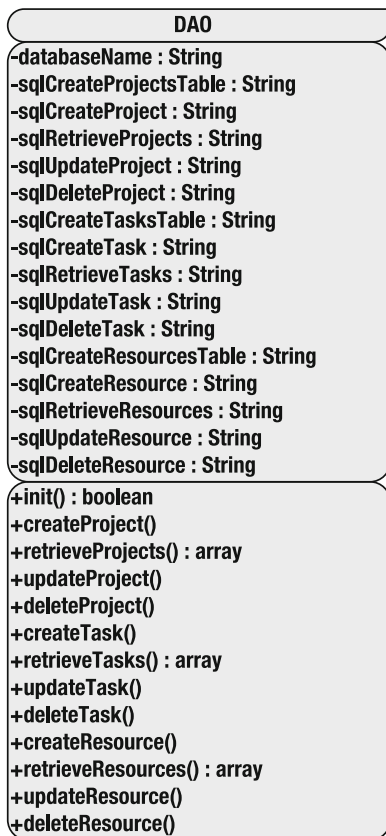 DAO
-databaseName : String
-sqlCreateProjectsTable : String
-sqlCreateProject : String
-sqlRetrieveProjects : String
-sqlUpdateProject : String
-sqlDeleteProject : String
-sqlCreateTasksTable : String
-sqlCreateTask : String
-sqlRetrieveTasks : String
-sqlUpdateTask : String
-sqlDeleteTask : String
-sqlCreateResourcesTable : String
-sqlCreateResource : String
-sqlRetrieveResources : String
-sqlUpdateResource : String
-sqlDeleteResource : String
+init() : boolean
+createProject()
+retrieveProjects() : array
+updateProject()
+deleteProject()
+createTask()
+retrieveTasks() : array
+updateTask()
+deleteTask()
+createResource()
+retrieveResources() : array
+updateResource()
+deleteResource()